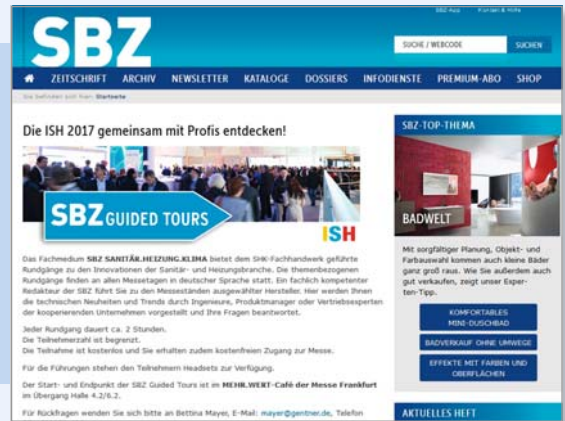 SBZ-App Kontakt & Hilfe
SBZ
SUCHE / WEBCODE SUCHEN
ZEITSCHRIFT ARCHIV NEWSLETTER KATALOGE DOSSIERS INFODIENSTE PREMIUM-ABO SHOP
Sie befinden sich hier: Startseite
Die ISH 2017 gemeinsam mit Profis entdecken!
SBZ GUIDED TOURS
ISH
Das Fachmedium SBZ SANITÄR.HEIZUNG.KLIMA bietet dem SHK-Fachhandwerk geführte
Rundgänge zu den Innovationen der Sanitär- und Heizungsbranche. Die themenbezogenen
Rundgänge finden an allen Messetagen in deutscher Sprache statt. Ein fachlich kompetenter
Redakteur der SBZ führt Sie zu den Messeständen ausgewählter Hersteller. Hier werden Ihnen
die technischen Neuheiten und Trends durch Ingenieure, Produktmanager oder Vertriebsexperten
der kooperierenden Unternehmen vorgestellt und Ihre Fragen beantwortet.
Jeder Rundgang dauert ca. 2 Stunden.
Die Teilnehmerzahl ist begrenzt.
Die Teilnahme ist kostenlos und Sie erhalten zudem kostenfreien Zugang zur Messe.
Für die Führungen stehen den Teilnehmern Headsets zur Verfügung.
Der Start- und Endpunkt der SBZ Guided Tours ist im MEHR.WERT-Café der Messe Frankfurt
im Übergang Halle 4.2/6.2.
Für Rückfragen wenden Sie sich bitte an Bettina Mayer, E-Mail: mayer@gentner.de, Telefon
SBZ-TOP-THEMA
BADWELT
Mit sorgfältiger Planung, Objekt- und
Farbauswahl kommen auch kleine Bäder
ganz groß raus. Wie Sie außerdem auch
gut verkaufen, zeigt unser Exper-
ten-Tipp.
KOMFORTABLES
MINI-DUSCHBAD
BADVERKAUF OHNE UMWEGE
EFFEKTE MIT FARBEN UND
OBERFLÄCHEN
AKTUELLES HEFT